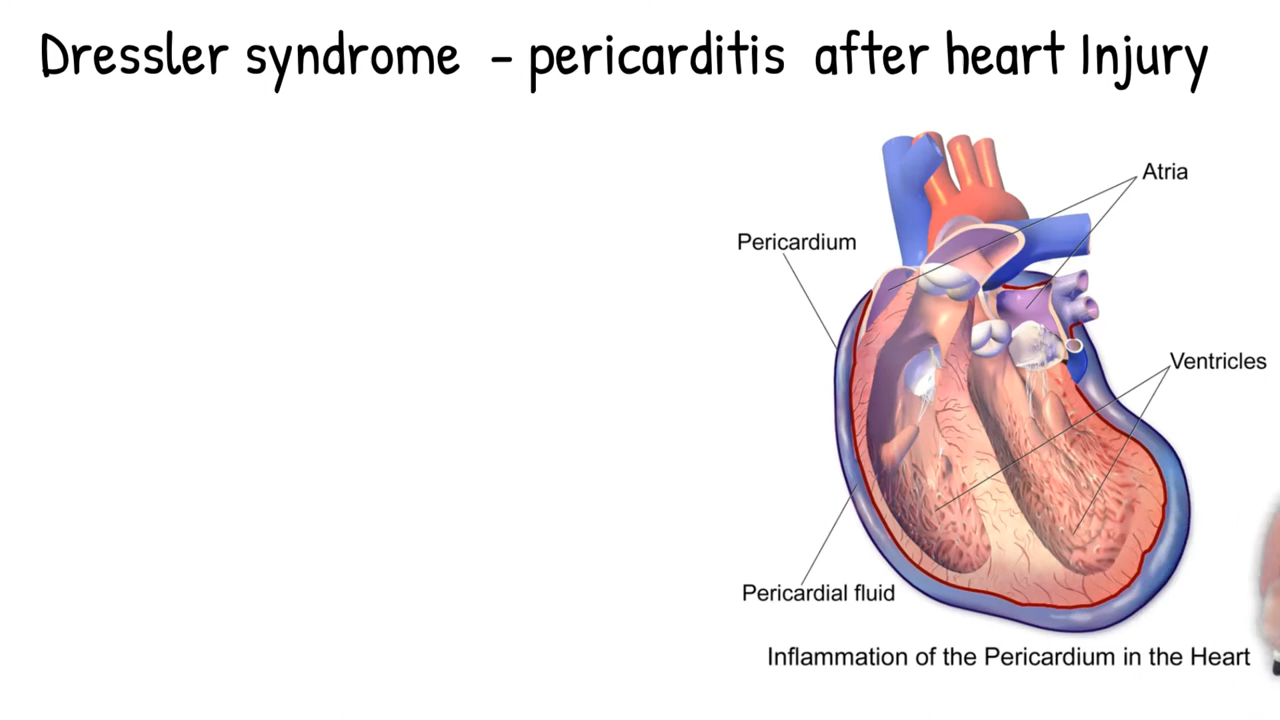 Dressler syndrome - pericarditis after heart Injury
Atria
Pericardium
Ventricles
Pericardial fluid
Inflammation of the Pericardium in the Heart